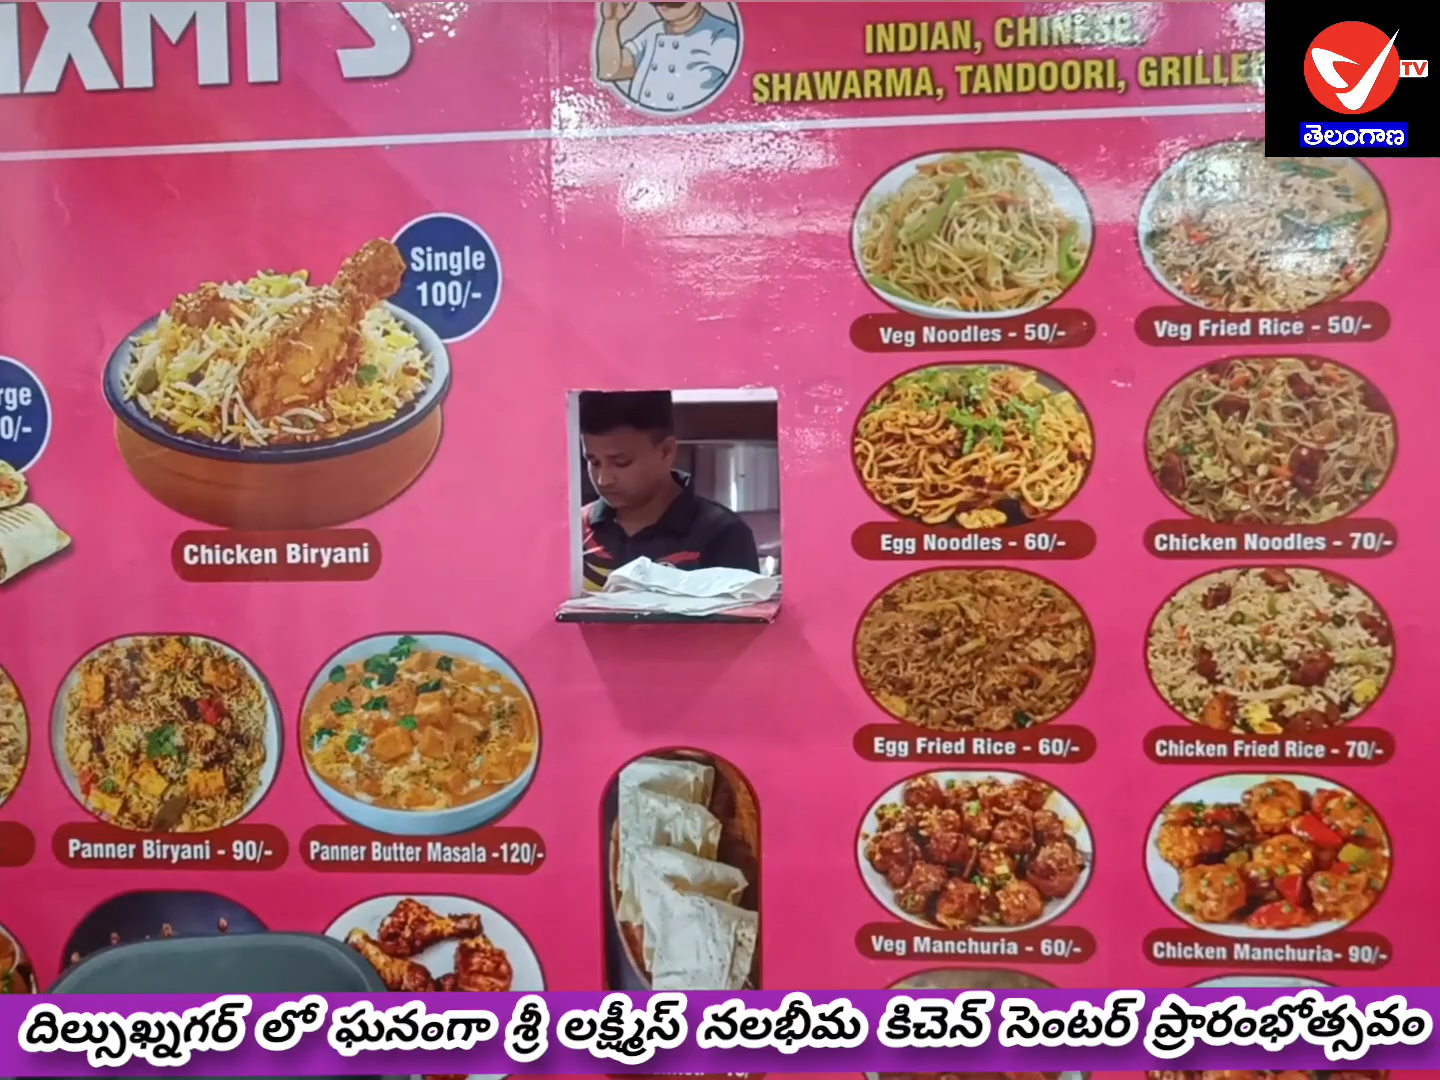 INDIAN, CHINESE,
SHAWARMA, TANDOORI,
TV
తెలంగాణ
Single
100/-
Chicken Biryani
Veg Noodles - 50/-
Veg Fried Rice - 50/-
Egg Noodles - 60/-
Chicken Noodles - 70/-
Egg Fried Rice - 60/-
Chicken Fried Rice - 70/-
Panner Biryani - 90/-
Panner Butter Masala -120/-
Veg Manchuria - 60/-
Chicken Manchuria- 90/-
దిల్సుఖ్నగర్ లో ఘనంగా శ్రీ లక్ష్మీస్ నలభీమ కిచెన్ సెంటర్ ప్రారంభోత్సవం